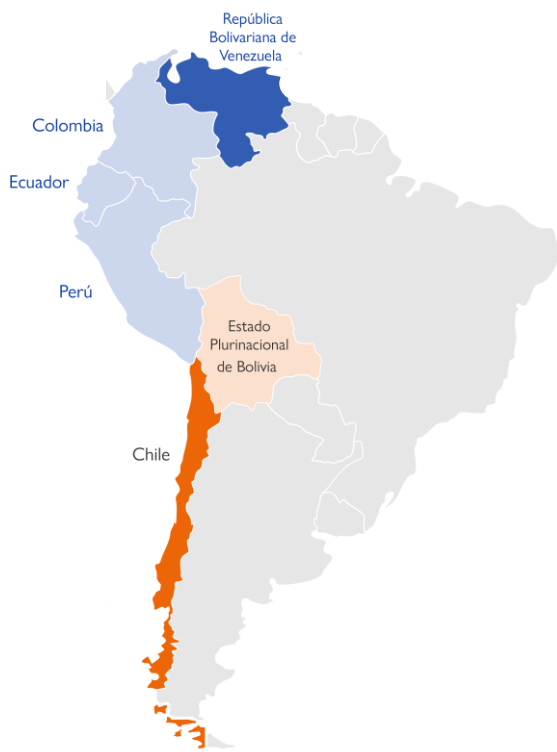 República
Bolivariana de
Venezuela
Colombia
Ecuador
Perú
Estado
Plurinacional
de Bolivia
Chile